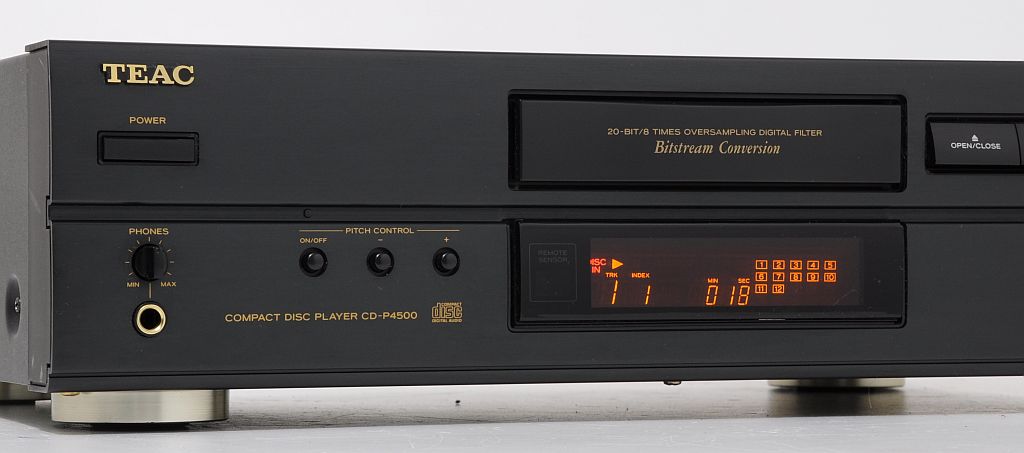 TEAC
POWER
20-BIT/8 TIMES OVERSAMPLING DIGITAL FILTER
Bitstream Conversion
OPEN/CLOSE
PHONES
MIN MAX
PITCH CONTROL
ON/OFF − +
COMPACT DISC PLAYER CD-P4500
COMPACT
disc
DIGITAL AUDIO
REMOTE
SENSOR
DISC
IN
TRK INDEX MIN SEC
1 1 0 18
1 2 3 4 5
6 7 8 9 10
11 12